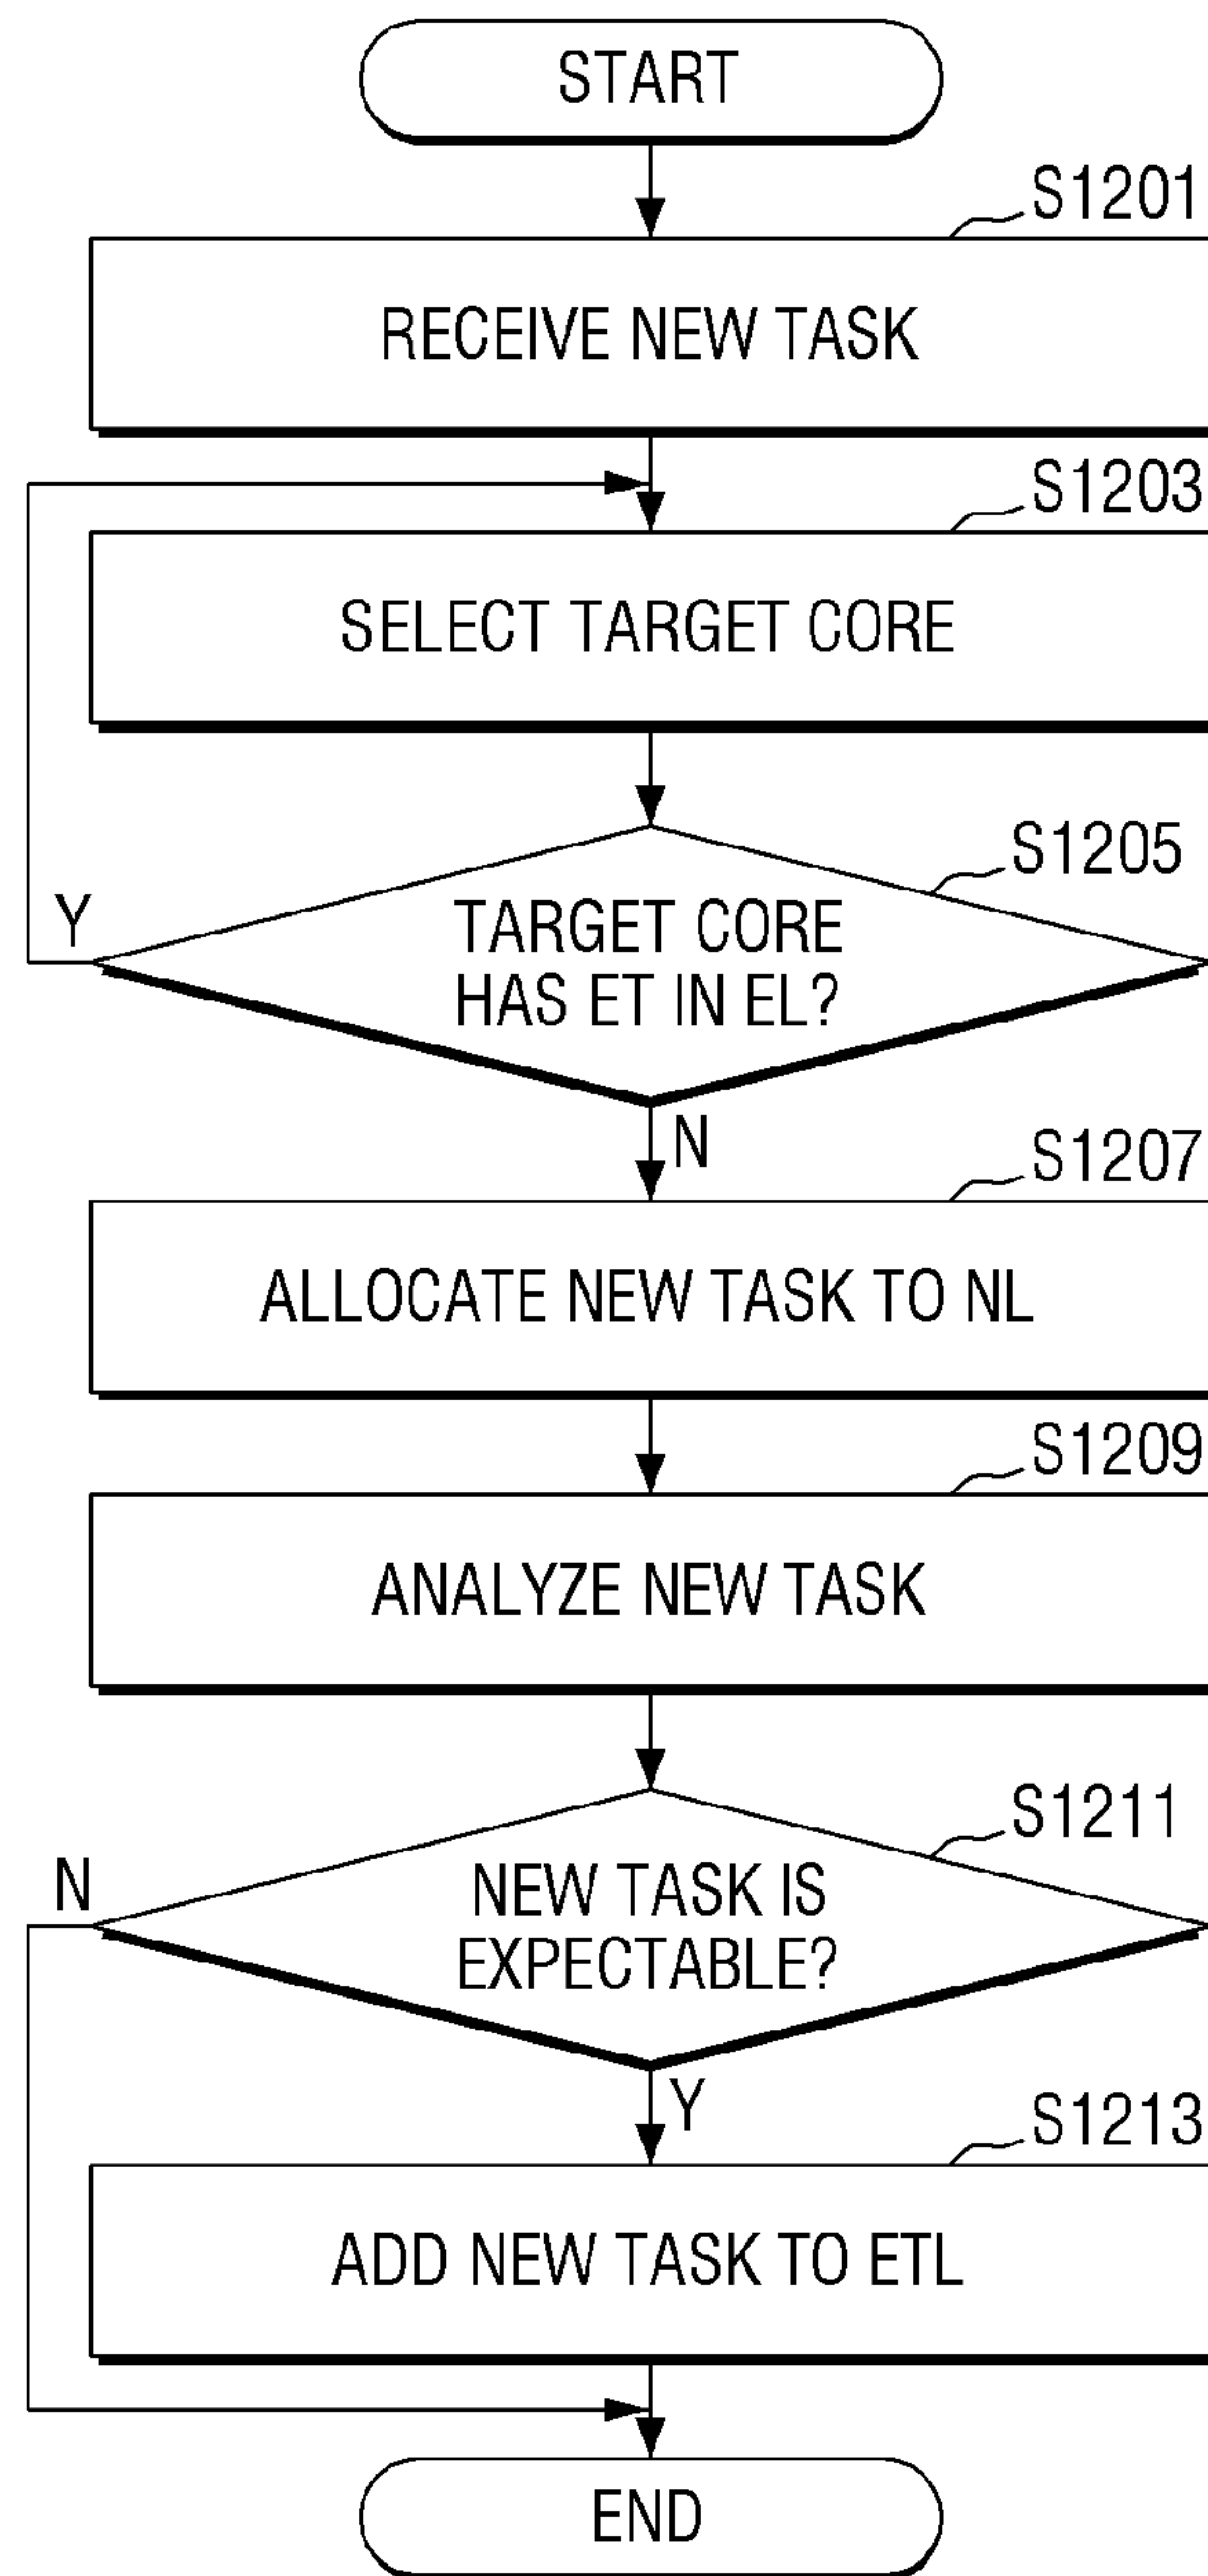 START
S1201
RECEIVE NEW TASK
S1203
SELECT TARGET CORE
S1205
Y
TARGET CORE
HAS ET IN EL?
N
S1207
ALLOCATE NEW TASK TO NL
S1209
ANALYZE NEW TASK
S1211
N
NEW TASK IS
EXPECTABLE?
Y
S1213
ADD NEW TASK TO ETL
END